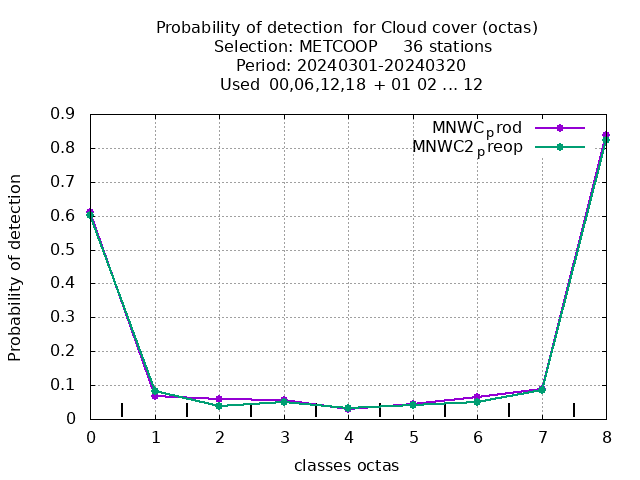 Probability of detection  for Cloud cover (octas)
Selection: METCOOP     36 stations
Period: 20240301-20240320
Used  00,06,12,18  + 01 02 ... 12
MNWC_prod
MNWC2_preop
Probability of detection
0.9
0.8
0.7
0.6
0.5
0.4
0.3
0.2
0.1
0
0 1 2 3 4 5 6 7 8
classes octas